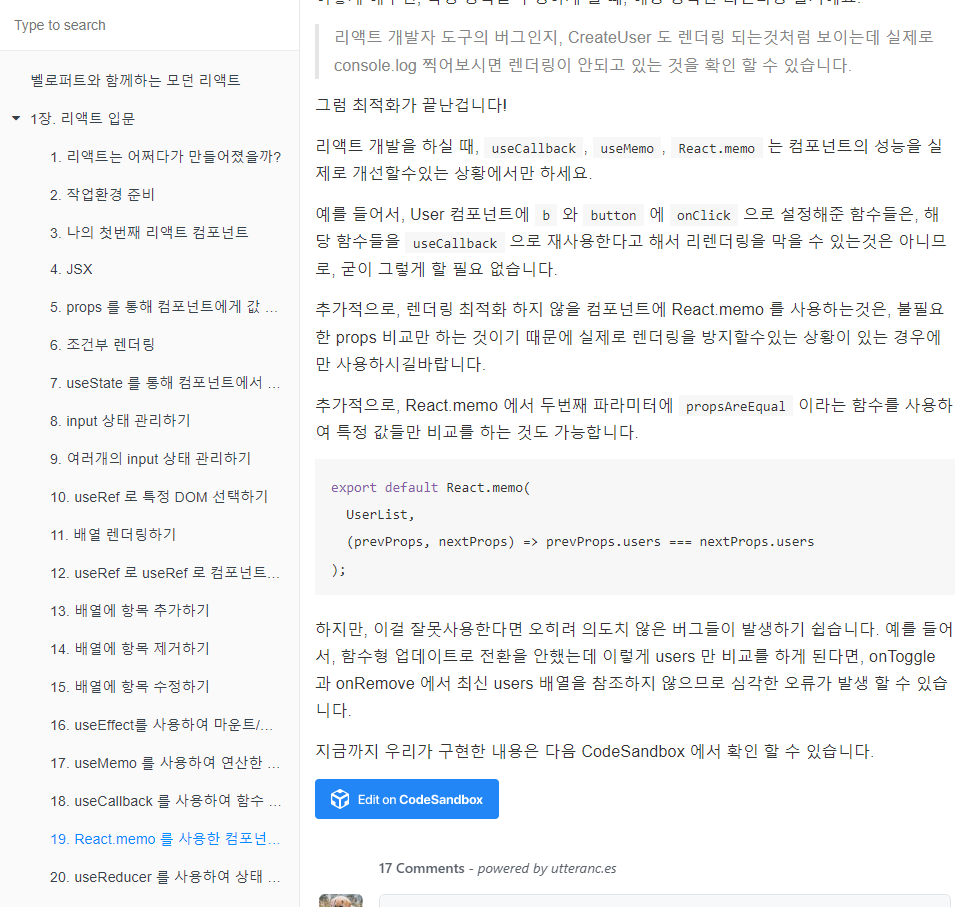 Type to search
벨로퍼트와 함께하는 모던 리액트
1장. 리액트 입문
1. 리액트는 어쩌다가 만들어졌을까?
2. 작업환경 준비
3. 나의 첫번째 리액트 컴포넌트
4. JSX
5. props 를 통해 컴포넌트에게 값 ...
6. 조건부 렌더링
7. useState 를 통해 컴포넌트에서 ...
8. input 상태 관리하기
9. 여러개의 input 상태 관리하기
10. useRef 로 특정 DOM 선택하기
11. 배열 렌더링하기
12. useRef 로 useRef 로 컴포넌트...
13. 배열에 항목 추가하기
14. 배열에 항목 제거하기
15. 배열에 항목 수정하기
16. useEffect를 사용하여 마운트/...
17. useMemo 를 사용하여 연산한 ...
18. useCallback 를 사용하여 함수 ...
19. React.memo 를 사용한 컴포넌...
20. useReducer 를 사용하여 상태 ...
리액트 개발자 도구의 버그인지, CreateUser 도 렌더링 되는것처럼 보이는데 실제로
console.log 찍어보시면 렌더링이 안되고 있는 것을 확인 할 수 있습니다.
그럼 최적화가 끝난겁니다!
리액트 개발을 하실 때, useCallback, useMemo, React.memo 는 컴포넌트의 성능을 실
제로 개선할수있는 상황에서만 하세요.
예를 들어서, User 컴포넌트에 b 와 button 에 onClick 으로 설정해준 함수들은, 해
당 함수들을 useCallback 으로 재사용한다고 해서 리렌더링을 막을 수 있는것은 아니므
로, 굳이 그렇게 할 필요 없습니다.
추가적으로, 렌더링 최적화 하지 않을 컴포넌트에 React.memo 를 사용하는것은, 불필요
한 props 비교만 하는 것이기 때문에 실제로 렌더링을 방지할수있는 상황이 있는 경우에
만 사용하시길바랍니다.
추가적으로, React.memo 에서 두번째 파라미터에 propsAreEqual 이라는 함수를 사용하
여 특정 값들만 비교를 하는 것도 가능합니다.
export default React.memo(
UserList,
(prevProps, nextProps) => prevProps.users === nextProps.users
);
하지만, 이걸 잘못사용한다면 오히려 의도치 않은 버그들이 발생하기 쉽습니다. 예를 들어
서, 함수형 업데이트로 전환을 안했는데 이렇게 users 만 비교를 하게 된다면, onToggle
과 onRemove 에서 최신 users 배열을 참조하지 않으므로 심각한 오류가 발생 할 수 있습
니다.
지금까지 우리가 구현한 내용은 다음 CodeSandbox 에서 확인 할 수 있습니다.
Edit on CodeSandbox
17 Comments - powered by utteranc.es